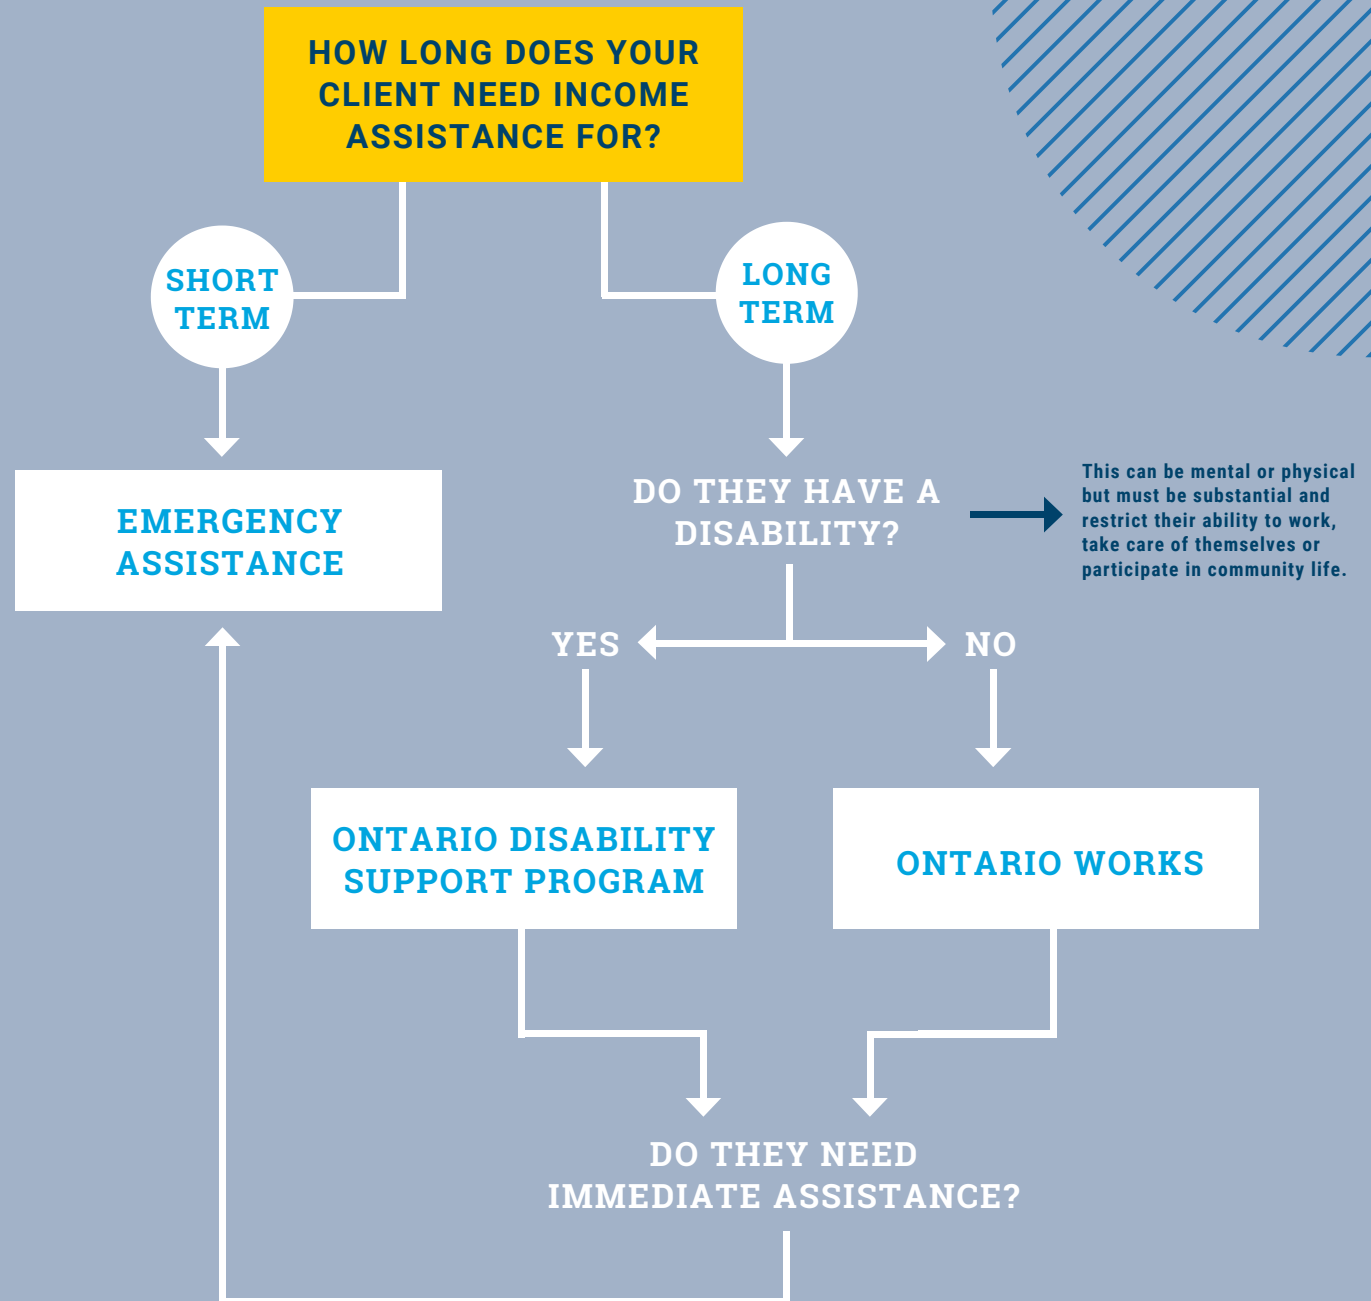 HOW LONG DOES YOUR
CLIENT NEED INCOME
ASSISTANCE FOR?
SHORT
TERM
LONG
TERM
EMERGENCY
ASSISTANCE
DO THEY HAVE A
DISABILITY?
This can be mental or physical
but must be substantial and
restrict their ability to work,
take care of themselves or
participate in community life.
YES
NO
ONTARIO DISABILITY
SUPPORT PROGRAM
ONTARIO WORKS
DO THEY NEED
IMMEDIATE ASSISTANCE?